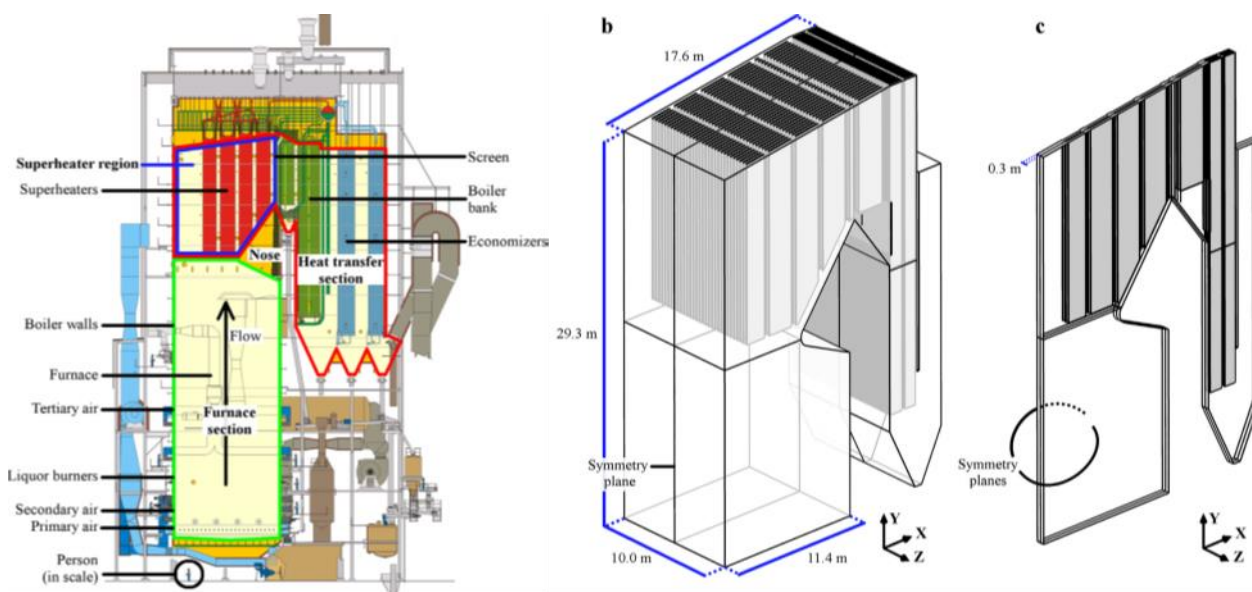 Superheater region
Superheaters
Boiler walls
Furnace
Tertiary air
Liquor burners
Secondary air
Primary air
Person
(in scale)
Screen
Boiler
bank
Economizers
Nose
Heat transfer
section
Flow
Furnace
section
b
17.6 m
29.3 m
Symmetry
plane
10.0 m
11.4 m
Y
X
Z
c
0.3 m
Symmetry
planes
Y
X
Z